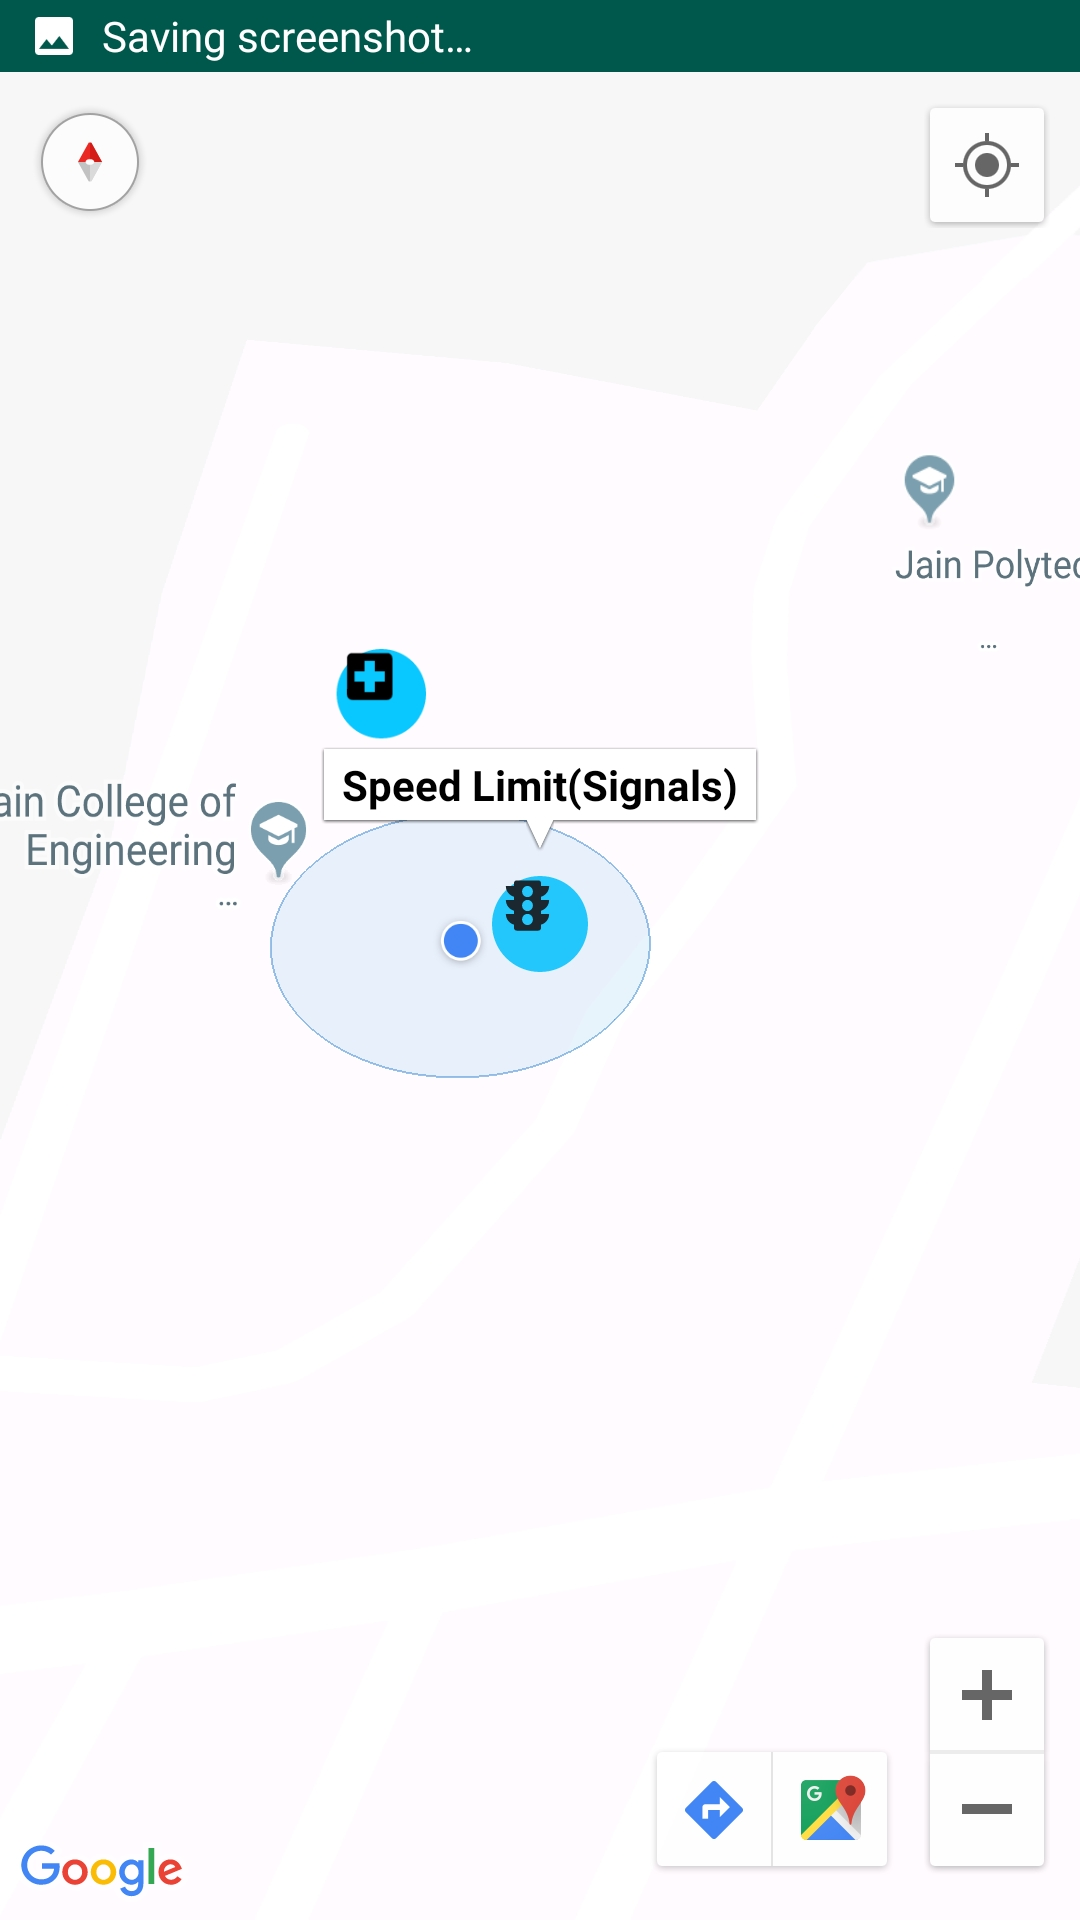 Saving screenshot…
Jain Polytec
...
Speed Limit(Signals)
ain College of
Engineering
...
G
Google